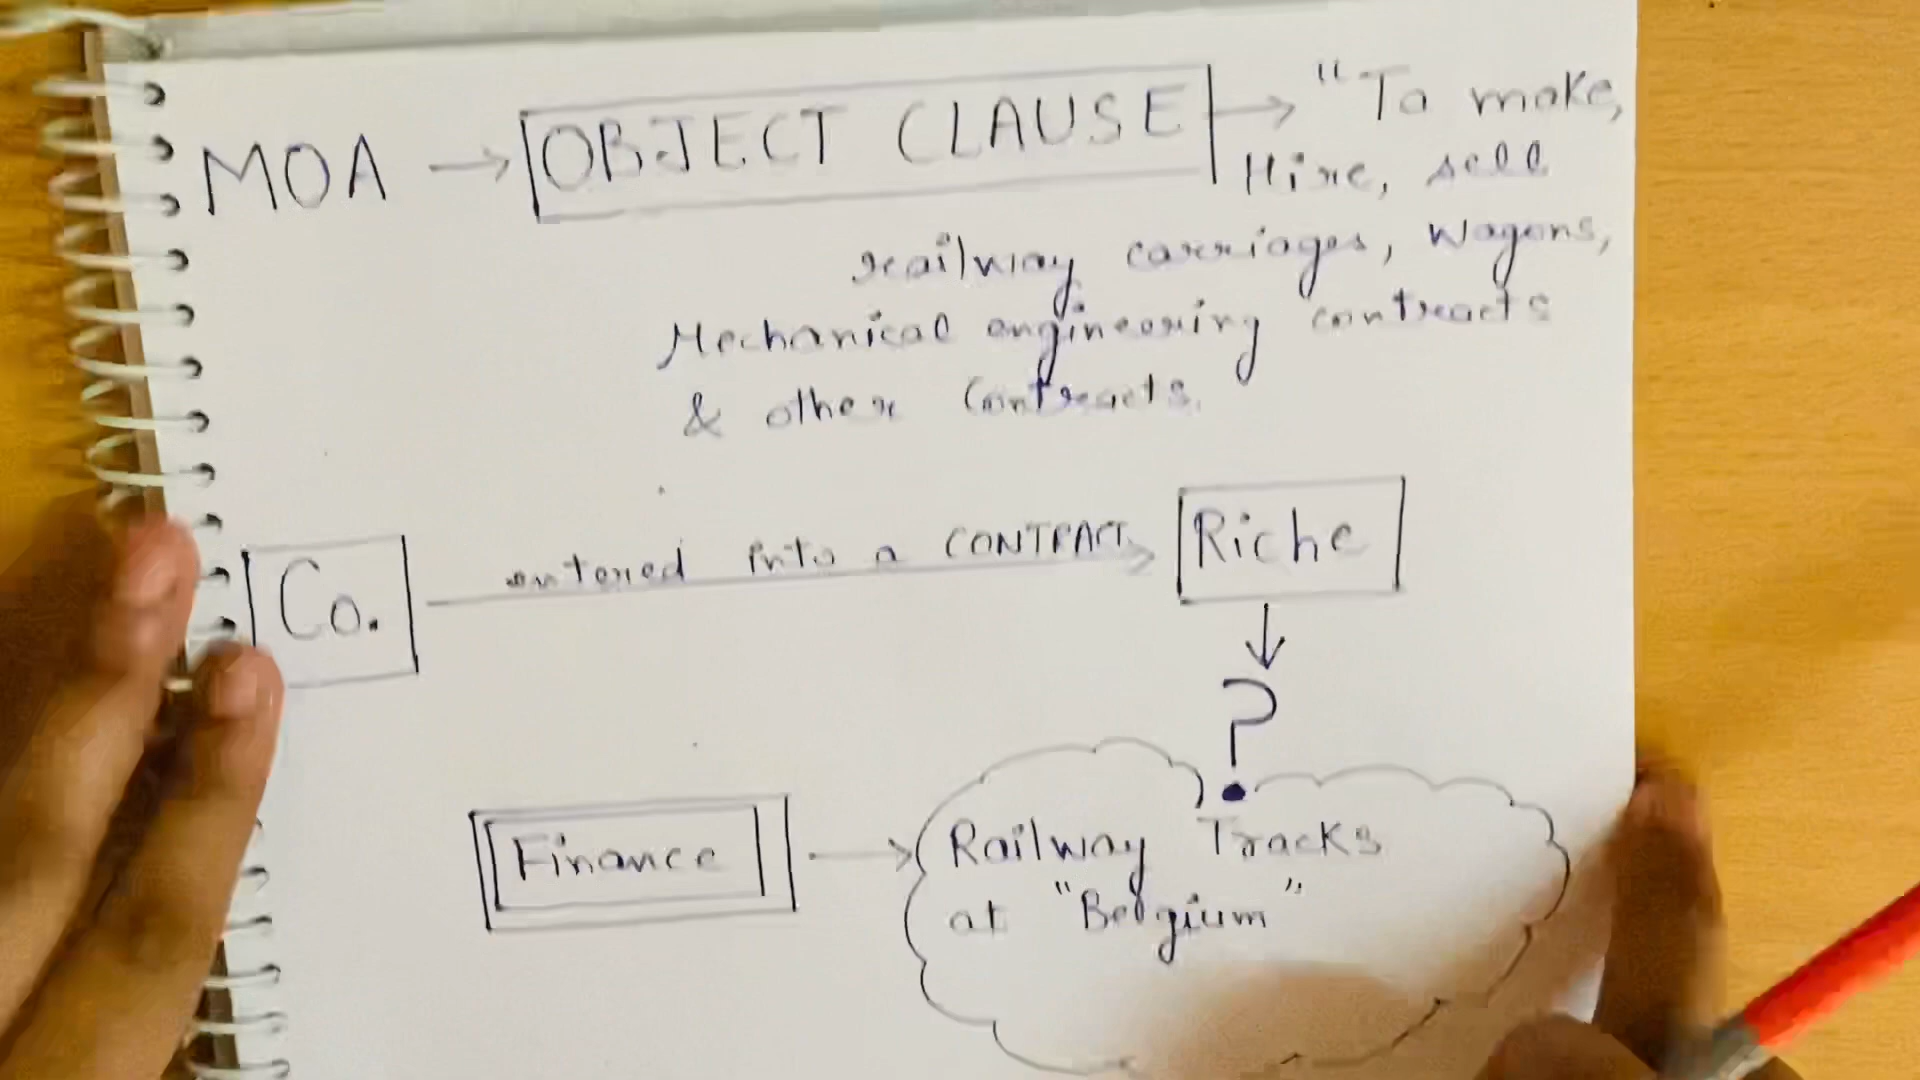 MOA → OBJECT CLAUSE → "To make,
Hire, sell
railway carriages, Wagons,
Mechanical engineering contracts
& other Contracts.
Co. entered into a CONTRACT Riche
?
Finance → Railway Tracks
at "Belgium"